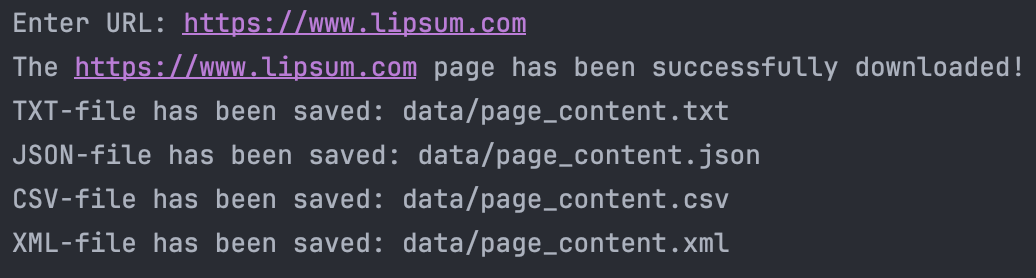 Enter URL: https://www.lipsum.com
The https://www.lipsum.com page has been successfully downloaded!
TXT-file has been saved: data/page_content.txt
JSON-file has been saved: data/page_content.json
CSV-file has been saved: data/page_content.csv
XML-file has been saved: data/page_content.xml